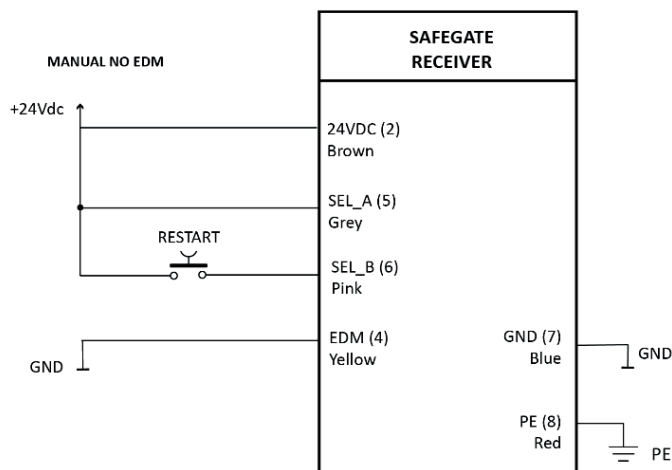 SAFEGATE
RECEIVER
MANUAL NO EDM
+24Vdc
24VDC (2)
Brown
SEL_A (5)
Grey
RESTART
SEL_B (6)
Pink
EDM (4)
Yellow
GND
GND (7)
Blue
GND
PE (8)
Red
PE